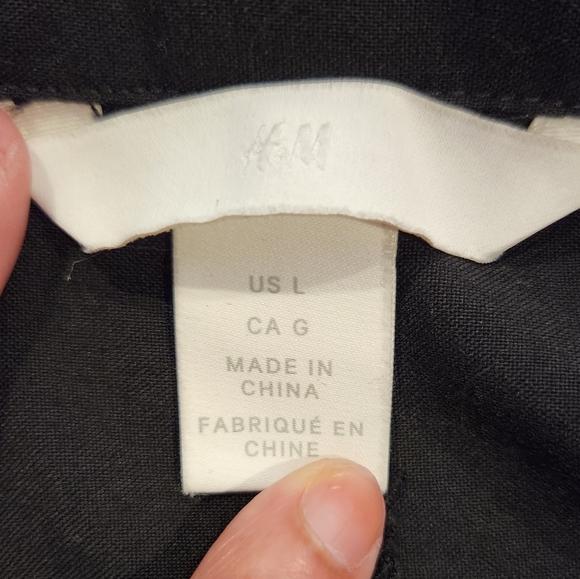 H&M
US L
CA G
MADE IN
CHINA
FABRIQUÉ EN
CHINE